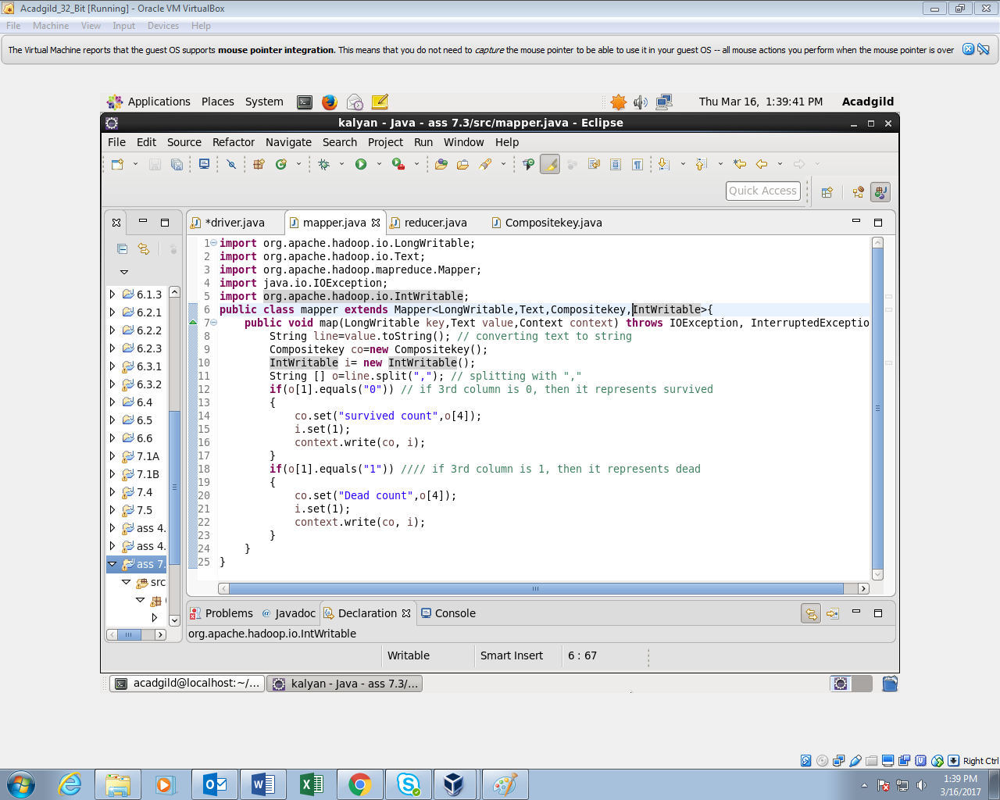 Acadgild_32_Bit [Running] - Oracle VM VirtualBox
File Machine View Input Devices Help
The Virtual Machine reports that the guest OS supports mouse pointer integration. This means that you do not need to capture the mouse pointer to be able to use it in your guest OS -- all mouse actions you perform when the mouse pointer is over
Applications Places System Thu Mar 16, 1:39:41 PM Acadgild
kalyan - Java - ass 7.3/src/mapper.java - Eclipse
File Edit Source Refactor Navigate Search Project Run Window Help
Quick Access
*driver.java mapper.java reducer.java Compositekey.java
6.1.3
6.2.1
6.2.2
6.2.3
6.3.1
6.3.2
6.4
6.5
6.6
7.1A
7.1B
7.4
7.5
ass 4.
ass 4.
ass 7.
src
1 import org.apache.hadoop.io.LongWritable;
2 import org.apache.hadoop.io.Text;
3 import org.apache.hadoop.mapreduce.Mapper;
4 import java.io.IOException;
5 import org.apache.hadoop.io.IntWritable;
6 public class mapper extends Mapper<LongWritable,Text,Compositekey,IntWritable>{
7 public void map(LongWritable key,Text value,Context context) throws IOException, InterruptedExceptio
8 String line=value.toString(); // converting text to string
9 Compositekey co=new Compositekey();
10 IntWritable i= new IntWritable();
11 String [] o=line.split(","); // splitting with ","
12 if(o[1].equals("0")) // if 3rd column is 0, then it represents survived
13 {
14 co.set("survived count",o[4]);
15 i.set(1);
16 context.write(co, i);
17 }
18 if(o[1].equals("1")) //// if 3rd column is 1, then it represents dead
19 {
20 co.set("Dead count",o[4]);
21 i.set(1);
22 context.write(co, i);
23 }
24 }
25 }
Problems @ Javadoc Declaration Console
org.apache.hadoop.io.IntWritable
Writable Smart Insert 6 : 67
acadgild@localhost:~/... kalyan - Java - ass 7.3/...
Right Ctrl
1:39 PM
3/16/2017